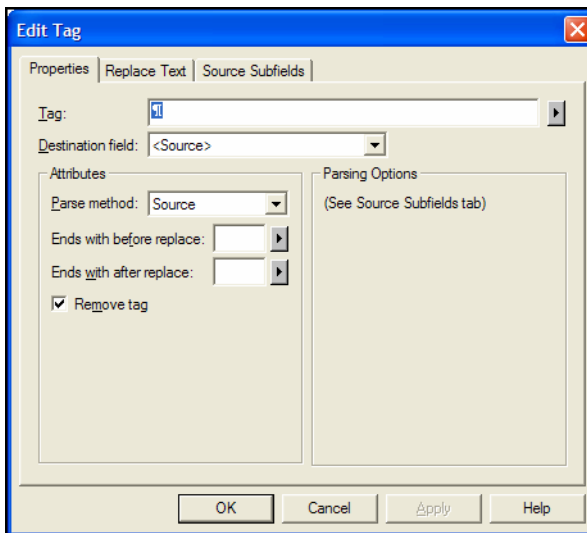 Edit Tag
Properties
Replace Text
Source Subfields
Tag:
Destination field: <Source>
Attributes
Parsing Options
Parse method: Source
(See Source Subfields tab)
Ends with before replace:
Ends with after replace:
Remove tag
OK
Cancel
Apply
Help